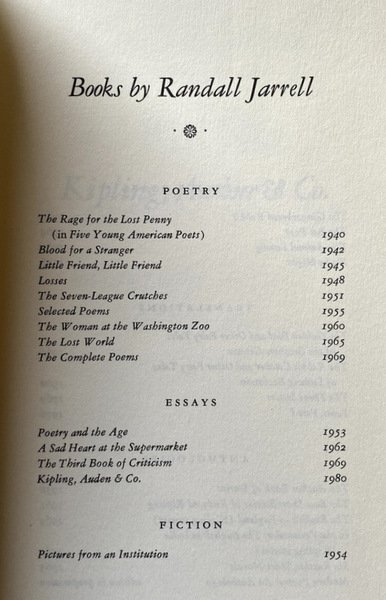 Books by Randall Jarrell
POETRY
The Rage for the Lost Penny
(in Five Young American Poets) 1940
Blood for a Stranger 1942
Little Friend, Little Friend 1945
Losses 1948
The Seven-League Crutches 1951
Selected Poems 1955
The Woman at the Washington Zoo 1960
The Lost World 1965
The Complete Poems 1969
ESSAYS
Poetry and the Age 1953
A Sad Heart at the Supermarket 1962
The Third Book of Criticism 1969
Kipling, Auden & Co. 1980
FICTION
Pictures from an Institution 1954